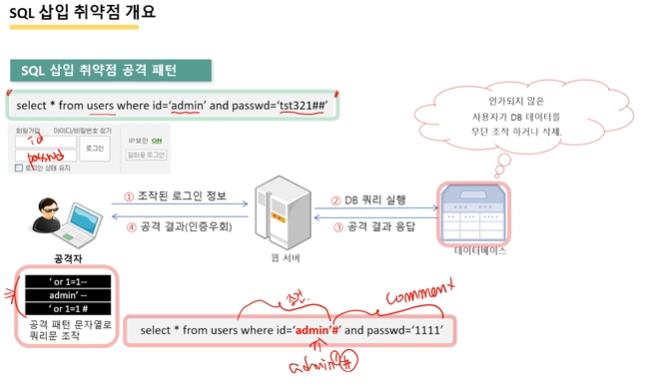 SQL 삽입 취약점 개요
SQL 삽입 취약점 공격 패턴
select * from users where id=‘admin’ and passwd=‘tst321##’
인가되지 않은
사용자가 DB 데이터를
무단 조작 하거나 삭제.
회원가입 아이디/비밀번호 찾기
id
passwd
로그인
IP보안 ON
일회용 로그인
로그인 상태 유지
① 조작된 로그인 정보
② DB 쿼리 실행
④ 공격 결과(인증우회)
③ 공격 결과 응답
공격자
웹 서버
데이터베이스
‘ or 1=1--
admin’ --
‘ or 1=1 #
공격 패턴 문자열로
쿼리문 조작
조건.
comment
select * from users where id=‘admin’#’ and passwd=‘1111’
admin'#